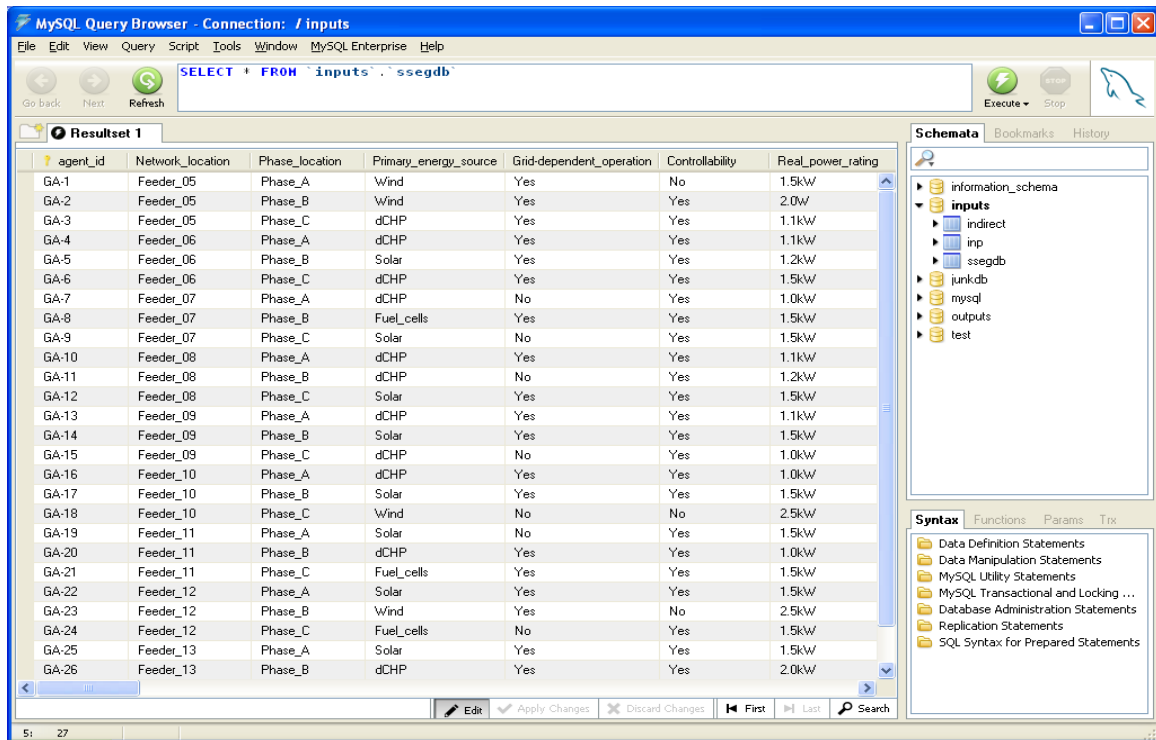 MySQL Query Browser - Connection: / inputs
File Edit View Query Script Tools Window MySQL Enterprise Help
Go back Next Refresh
SELECT * FROM `inputs`.`ssegdb`
Execute Stop
Resultset 1
agent_id Network_location Phase_location Primary_energy_source Grid-dependent_operation Controllability Real_power_rating
GA-1 Feeder_05 Phase_A Wind Yes No 1.5kW
GA-2 Feeder_05 Phase_B Wind Yes Yes 2.0W
GA-3 Feeder_05 Phase_C dCHP Yes Yes 1.1kW
GA-4 Feeder_06 Phase_A dCHP Yes Yes 1.1kW
GA-5 Feeder_06 Phase_B Solar Yes Yes 1.2kW
GA-6 Feeder_06 Phase_C dCHP Yes Yes 1.5kW
GA-7 Feeder_07 Phase_A dCHP No Yes 1.0kW
GA-8 Feeder_07 Phase_B Fuel_cells Yes Yes 1.5kW
GA-9 Feeder_07 Phase_C Solar No Yes 1.5kW
GA-10 Feeder_08 Phase_A dCHP Yes Yes 1.1kW
GA-11 Feeder_08 Phase_B dCHP No Yes 1.2kW
GA-12 Feeder_08 Phase_C Solar Yes Yes 1.5kW
GA-13 Feeder_09 Phase_A dCHP Yes Yes 1.1kW
GA-14 Feeder_09 Phase_B Solar Yes Yes 1.5kW
GA-15 Feeder_09 Phase_C dCHP No Yes 1.0kW
GA-16 Feeder_10 Phase_A dCHP Yes Yes 1.0kW
GA-17 Feeder_10 Phase_B Solar Yes Yes 1.5kW
GA-18 Feeder_10 Phase_C Wind No No 2.5kW
GA-19 Feeder_11 Phase_A Solar No Yes 1.5kW
GA-20 Feeder_11 Phase_B dCHP Yes Yes 1.0kW
GA-21 Feeder_11 Phase_C Fuel_cells Yes Yes 1.5kW
GA-22 Feeder_12 Phase_A Solar Yes Yes 1.5kW
GA-23 Feeder_12 Phase_B Wind Yes No 2.5kW
GA-24 Feeder_12 Phase_C Fuel_cells No Yes 1.5kW
GA-25 Feeder_13 Phase_A Solar Yes Yes 1.5kW
GA-26 Feeder_13 Phase_B dCHP Yes Yes 2.0kW
Edit Apply Changes Discard Changes First Last Search
Schemata Bookmarks History
information_schema
inputs
indirect
inp
ssegdb
junkdb
mysql
outputs
test
Syntax Functions Params Trx
Data Definition Statements
Data Manipulation Statements
MySQL Utility Statements
MySQL Transactional and Locking ...
Database Administration Statements
Replication Statements
SQL Syntax for Prepared Statements
5: 27